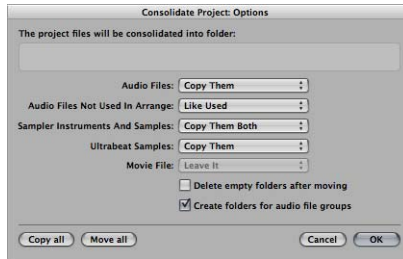 Consolidate Project: Options
The project files will be consolidated into folder:
Audio Files: Copy Them
Audio Files Not Used In Arrange: Like Used
Sampler Instruments And Samples: Copy Them Both
Ultrabeat Samples: Copy Them
Movie File: Leave It
Delete empty folders after moving
Create folders for audio file groups
Copy all Move all Cancel OK